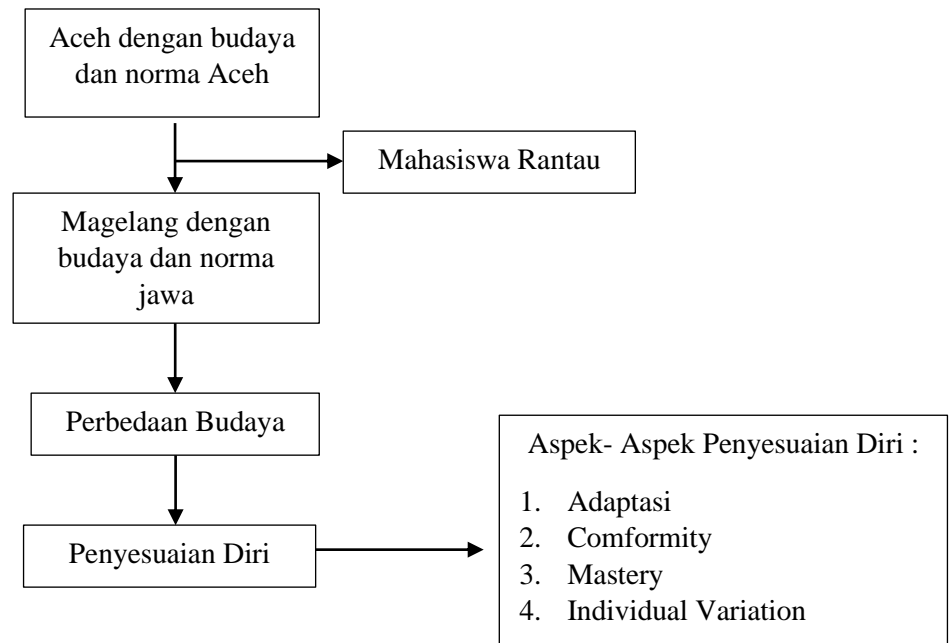 Aceh dengan budaya
dan norma Aceh
Mahasiswa Rantau
Magelang dengan
budaya dan norma
jawa
Perbedaan Budaya
Penyesuaian Diri
Aspek- Aspek Penyesuaian Diri :
1. Adaptasi
2. Comformity
3. Mastery
4. Individual Variation